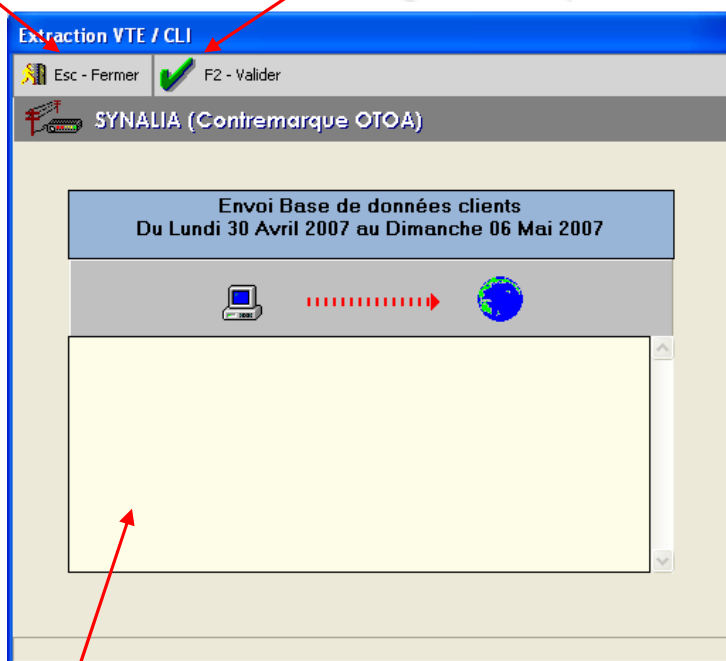 Extraction VTE / CLI
Esc - Fermer
F2 - Valider
SYNALIA (Contremarque OTOA)
Envoi Base de données clients
Du Lundi 30 Avril 2007 au Dimanche 06 Mai 2007